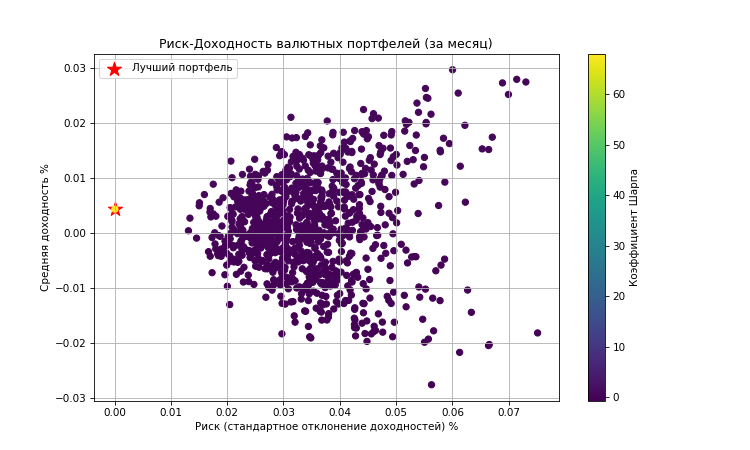 Риск-Доходность валютных портфелей (за месяц)
Лучший портфель
Средняя доходность %
0.03
0.02
0.01
0.00
−0.01
−0.02
−0.03
0.00 0.01 0.02 0.03 0.04 0.05 0.06 0.07
Риск (стандартное отклонение доходностей) %
60
50
40
30
20
10
0
Коэффициент Шарпа